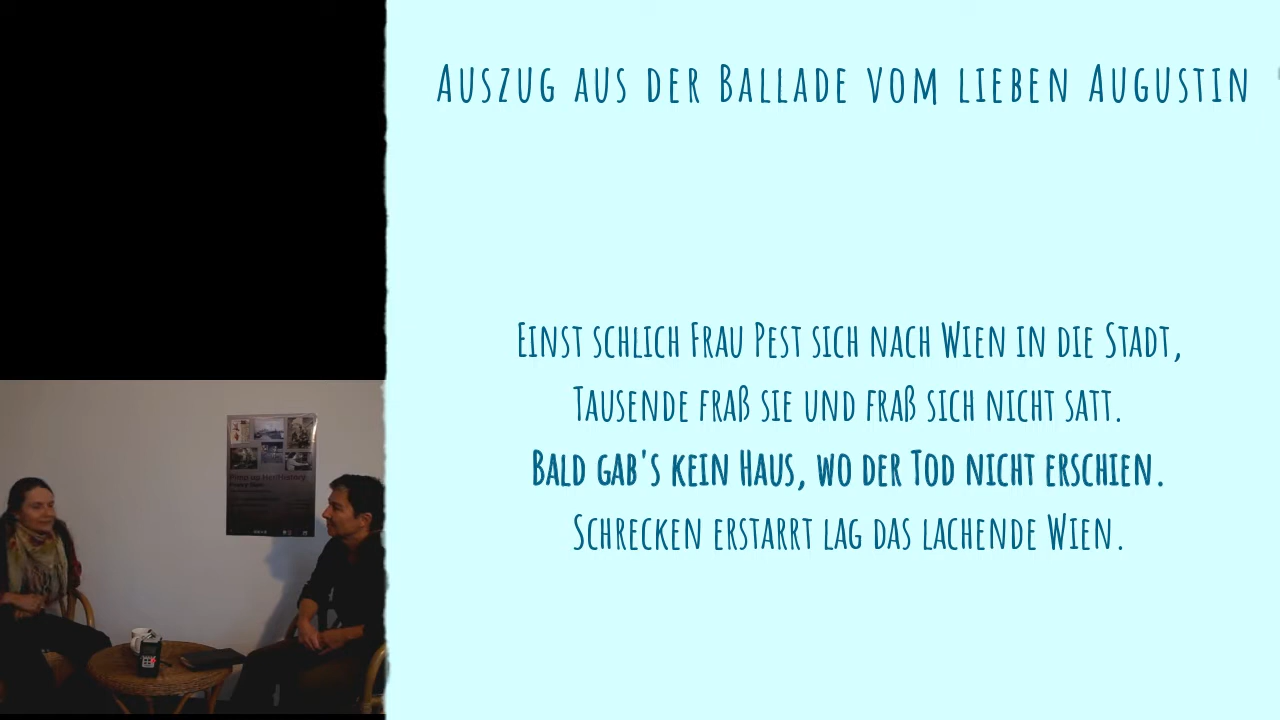 Auszug aus der Ballade vom lieben Augustin
Einst schlich Frau Pest sich nach Wien in die Stadt,
Tausende fraß sie und fraß sich nicht satt.
Bald gab's kein Haus, wo der Tod nicht erschien.
Schrecken erstarrt lag das lachende Wien.